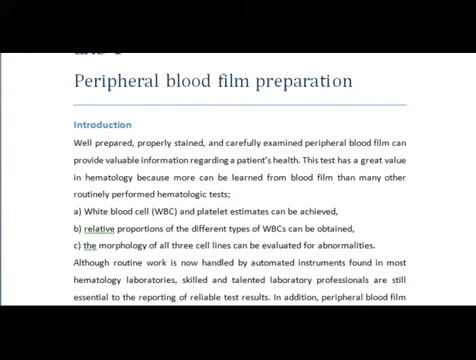 Peripheral blood film preparation
Introduction
Well prepared, properly stained, and carefully examined peripheral blood film can
provide valuable information regarding a patient's health. This test has a great value
in hematology because more can be learned from blood film than many other
routinely performed hematologic tests;
a) White blood cell (WBC) and platelet estimates can be achieved,
b) relative proportions of the different types of WBCs can be obtained,
c) the morphology of all three cell lines can be evaluated for abnormalities.
Although routine work is now handled by automated instruments found in most
hematology laboratories, skilled and talented laboratory professionals are still
essential to the reporting of reliable test results. In addition, peripheral blood film